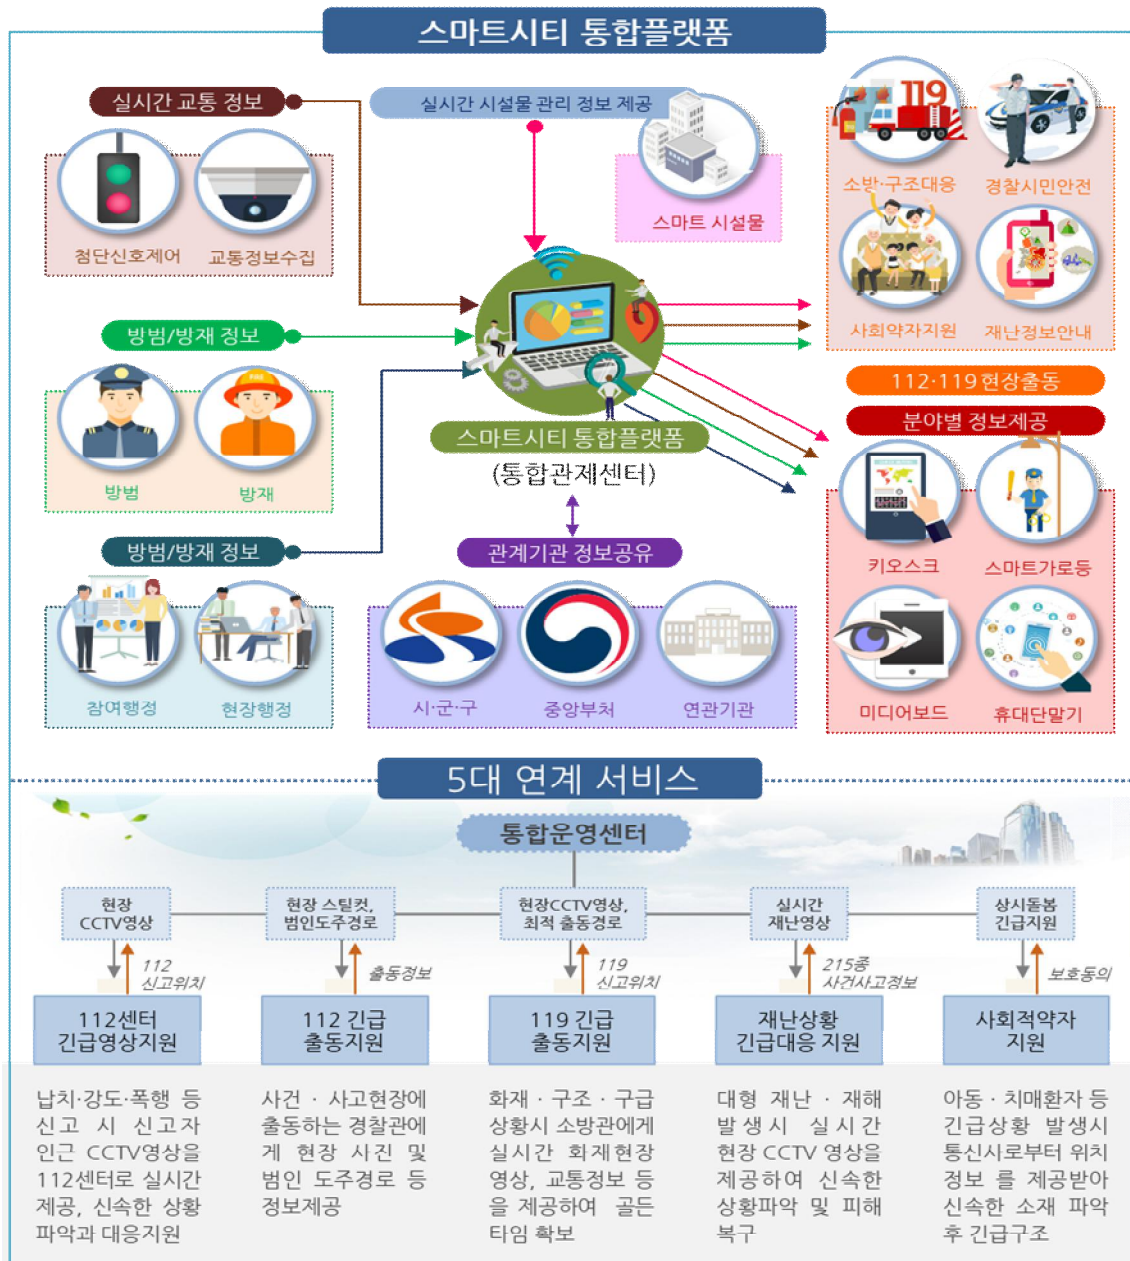 스마트시티 통합플랫폼
실시간 교통 정보
첨단신호제어
교통정보수집
실시간 시설물 관리 정보 제공
스마트 시설물
119
소방·구조대응
경찰시민안전
사회약자지원
재난정보안내
방범/방재 정보
방범
방재
스마트시티 통합플랫폼
(통합관제센터)
112·119 현장출동
분야별 정보제공
키오스크
스마트가로등
미디어보드
휴대단말기
방범/방재 정보
참여행정
현장행정
관계기관 정보공유
시·군·구
중앙부처
연관기관
5대 연계 서비스
통합운영센터
현장
CCTV영상
현장 스틸컷,
범인도주경로
현장CCTV영상,
최적 출동경로
실시간
재난영상
상시돌봄
긴급지원
112
신고위치
출동정보
119
신고위치
215종
사건사고정보
보호동의
112센터
긴급영상지원
112 긴급
출동지원
119 긴급
출동지원
재난상황
긴급대응 지원
사회적약자
지원
납치·강도·폭행 등
신고 시 신고자
인근 CCTV영상을
112센터로 실시간
제공, 신속한 상황
파악과 대응지원
사건 · 사고현장에
출동하는 경찰관에
게 현장 사진 및
범인 도주경로 등
정보제공
화재 · 구조 · 구급
상황시 소방관에게
실시간 화재현장
영상, 교통정보 등
을 제공하여 골든
타임 확보
대형 재난 · 재해
발생시 실시간
현장 CCTV 영상을
제공하여 신속한
상황파악 및 피해
복구
아동 · 치매환자 등
긴급상황 발생시
통신사로부터 위치
정보 를 제공받아
신속한 소재 파악
후 긴급구조